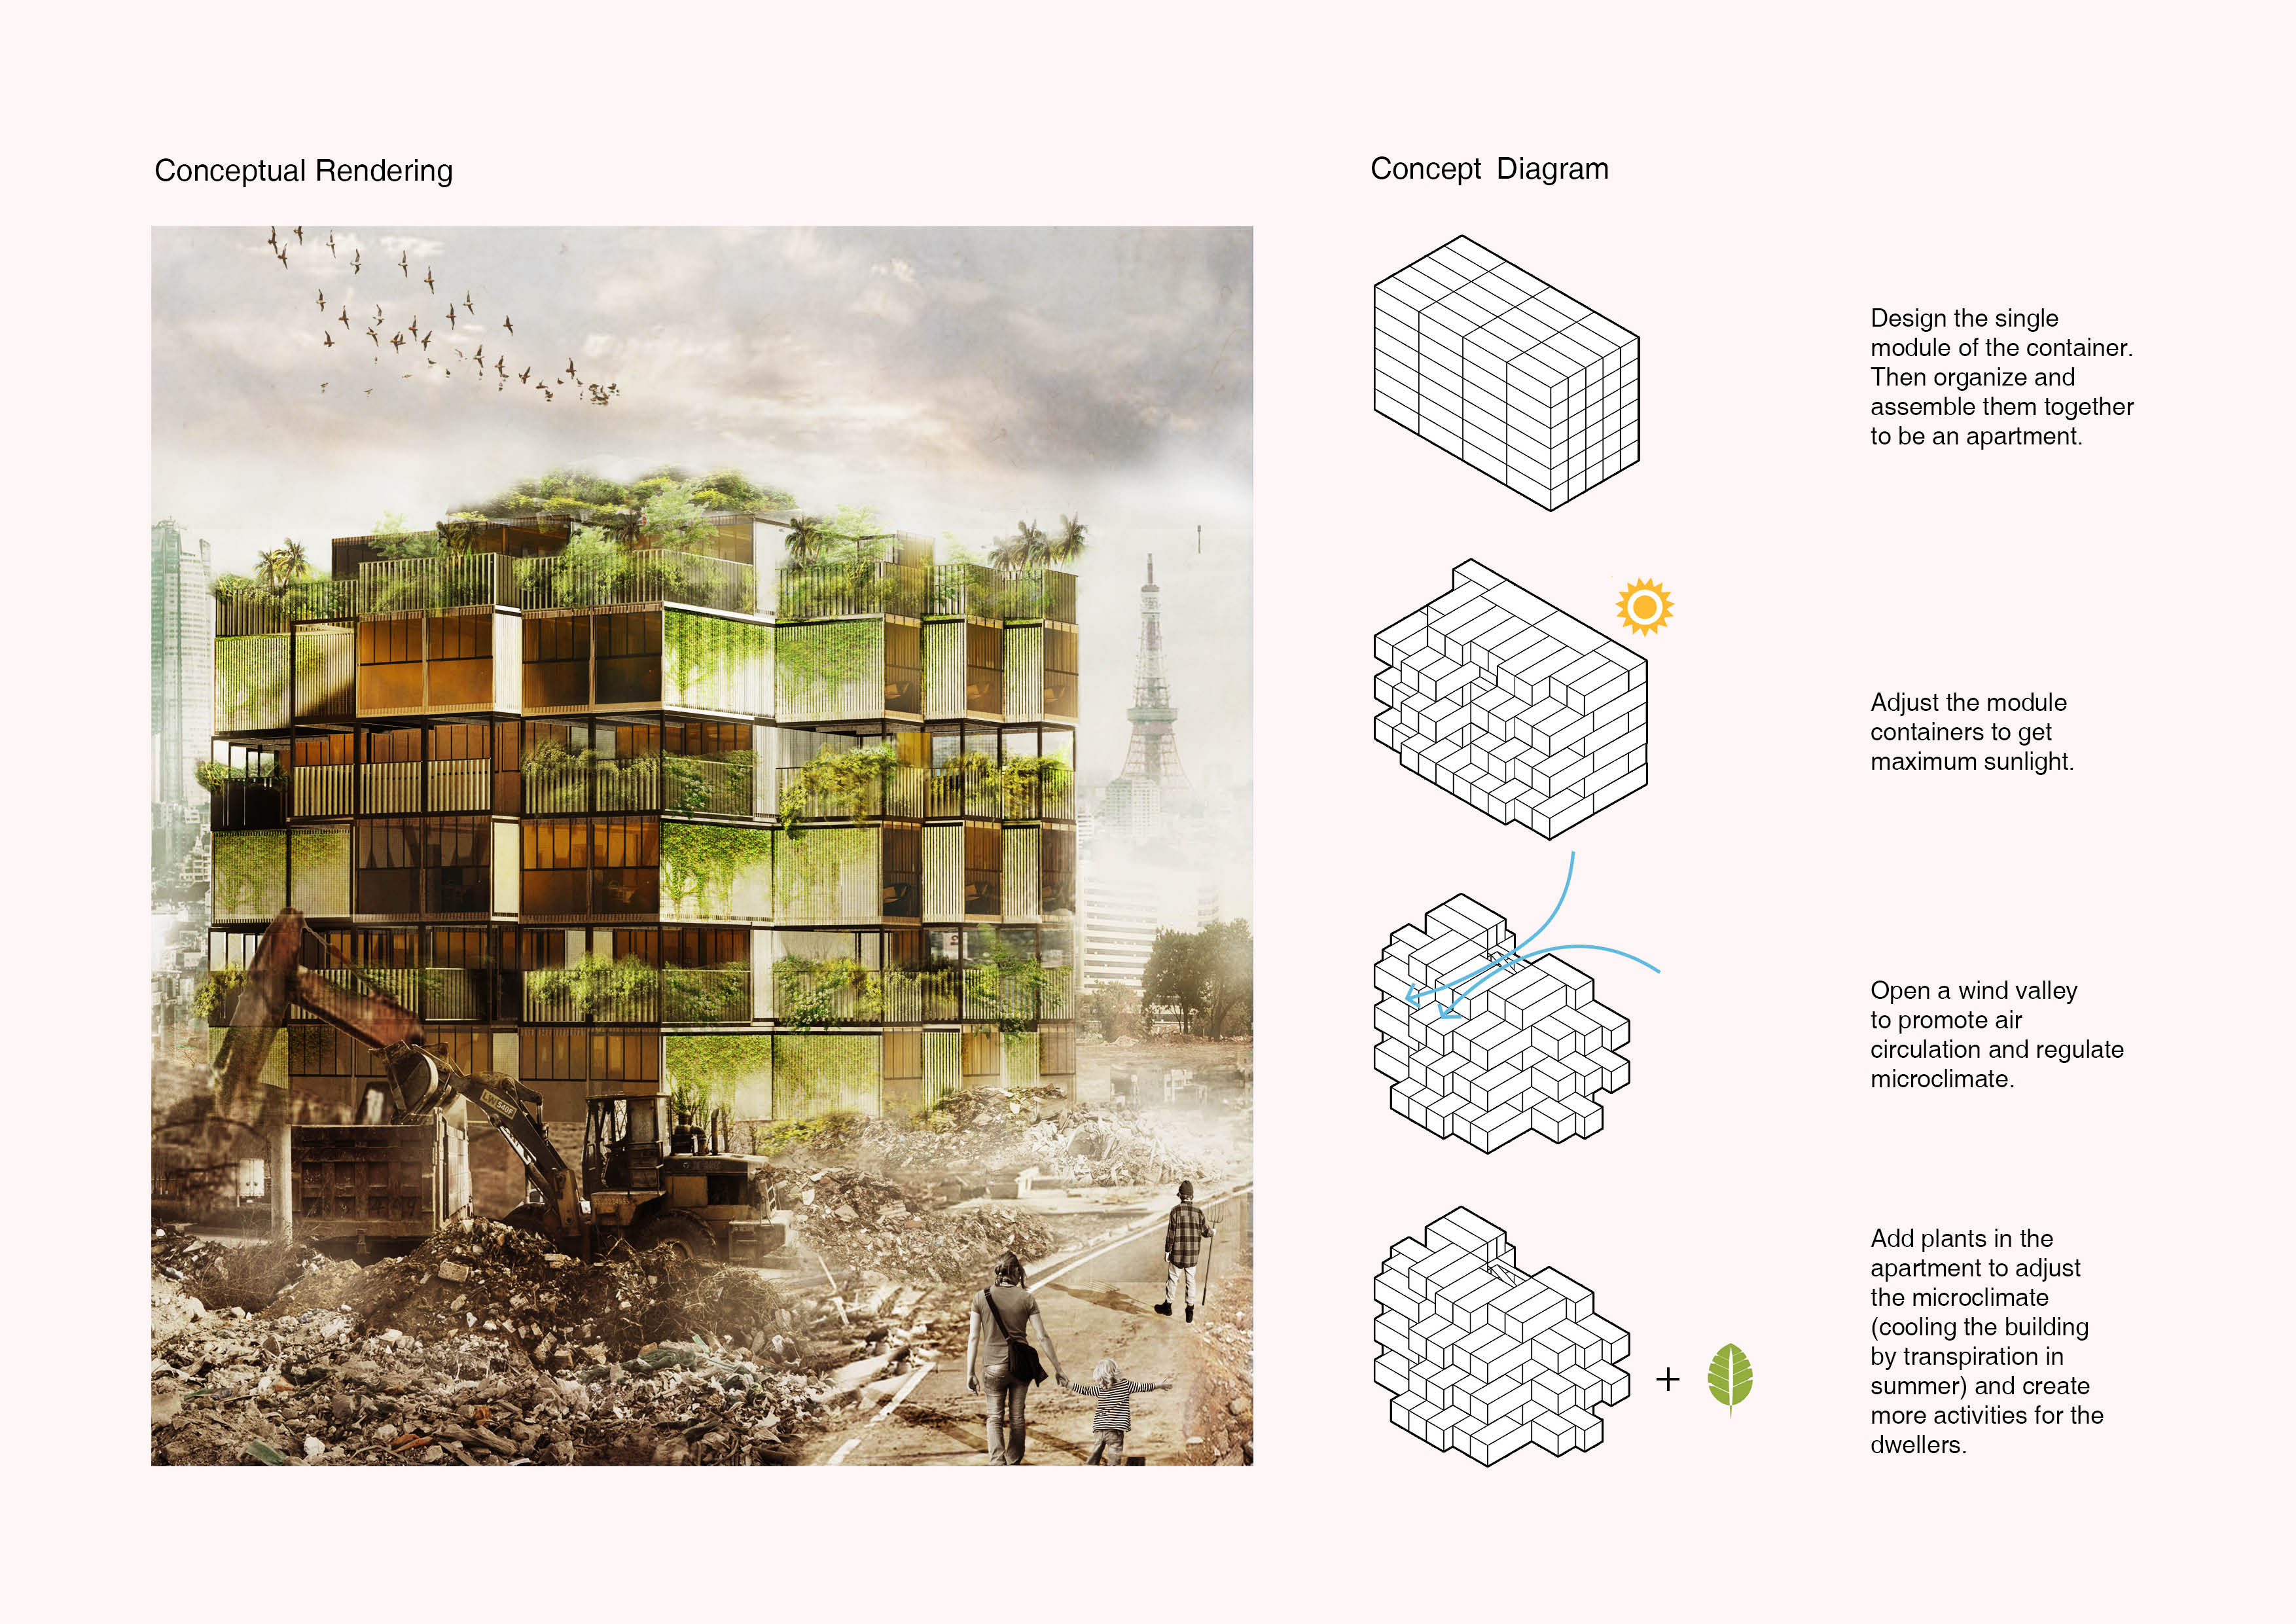 Conceptual Rendering
Concept Diagram
Design the single
module of the container.
Then organize and
assemble them together
to be an apartment.
Adjust the module
containers to get
maximum sunlight.
Open a wind valley
to promote air
circulation and regulate
microclimate.
Add plants in the
apartment to adjust
the microclimate
(cooling the building
by transpiration in
summer) and create
more activities for the
dwellers.
+